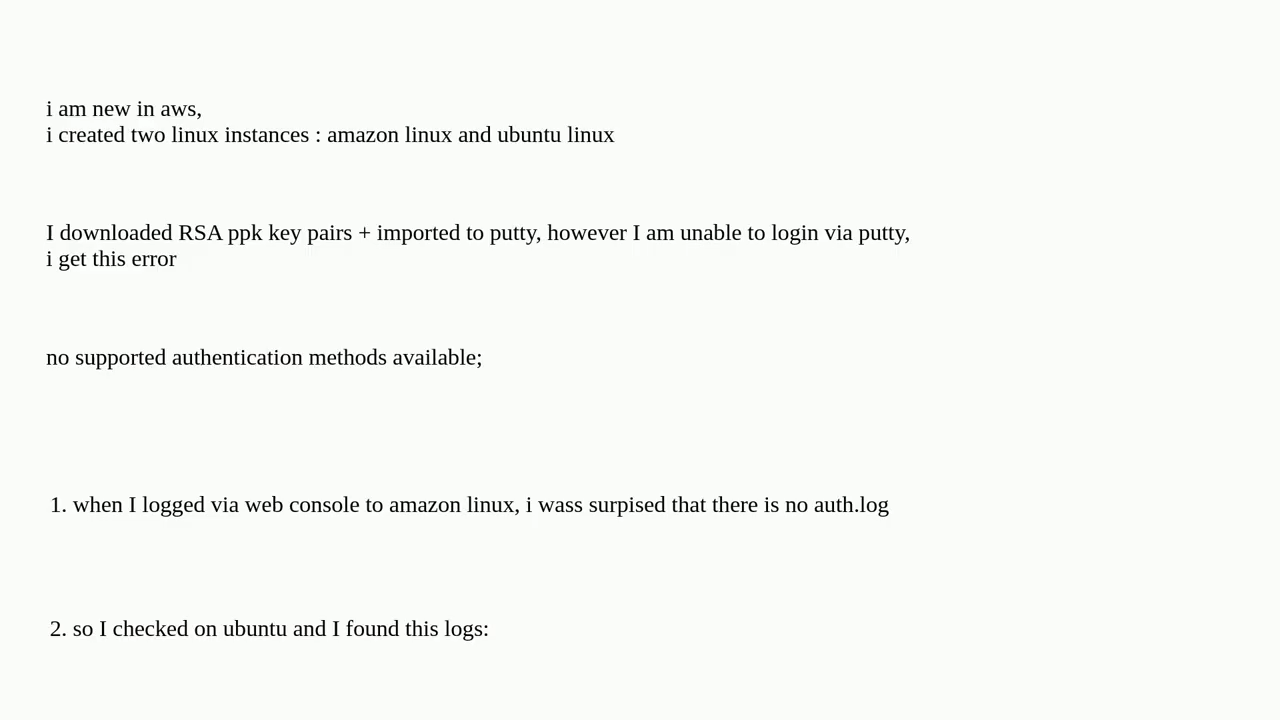 i am new in aws,
i created two linux instances : amazon linux and ubuntu linux
I downloaded RSA ppk key pairs + imported to putty, however I am unable to login via putty,
i get this error
no supported authentication methods available;
1. when I logged via web console to amazon linux, i wass surpised that there is no auth.log
2. so I checked on ubuntu and I found this logs: